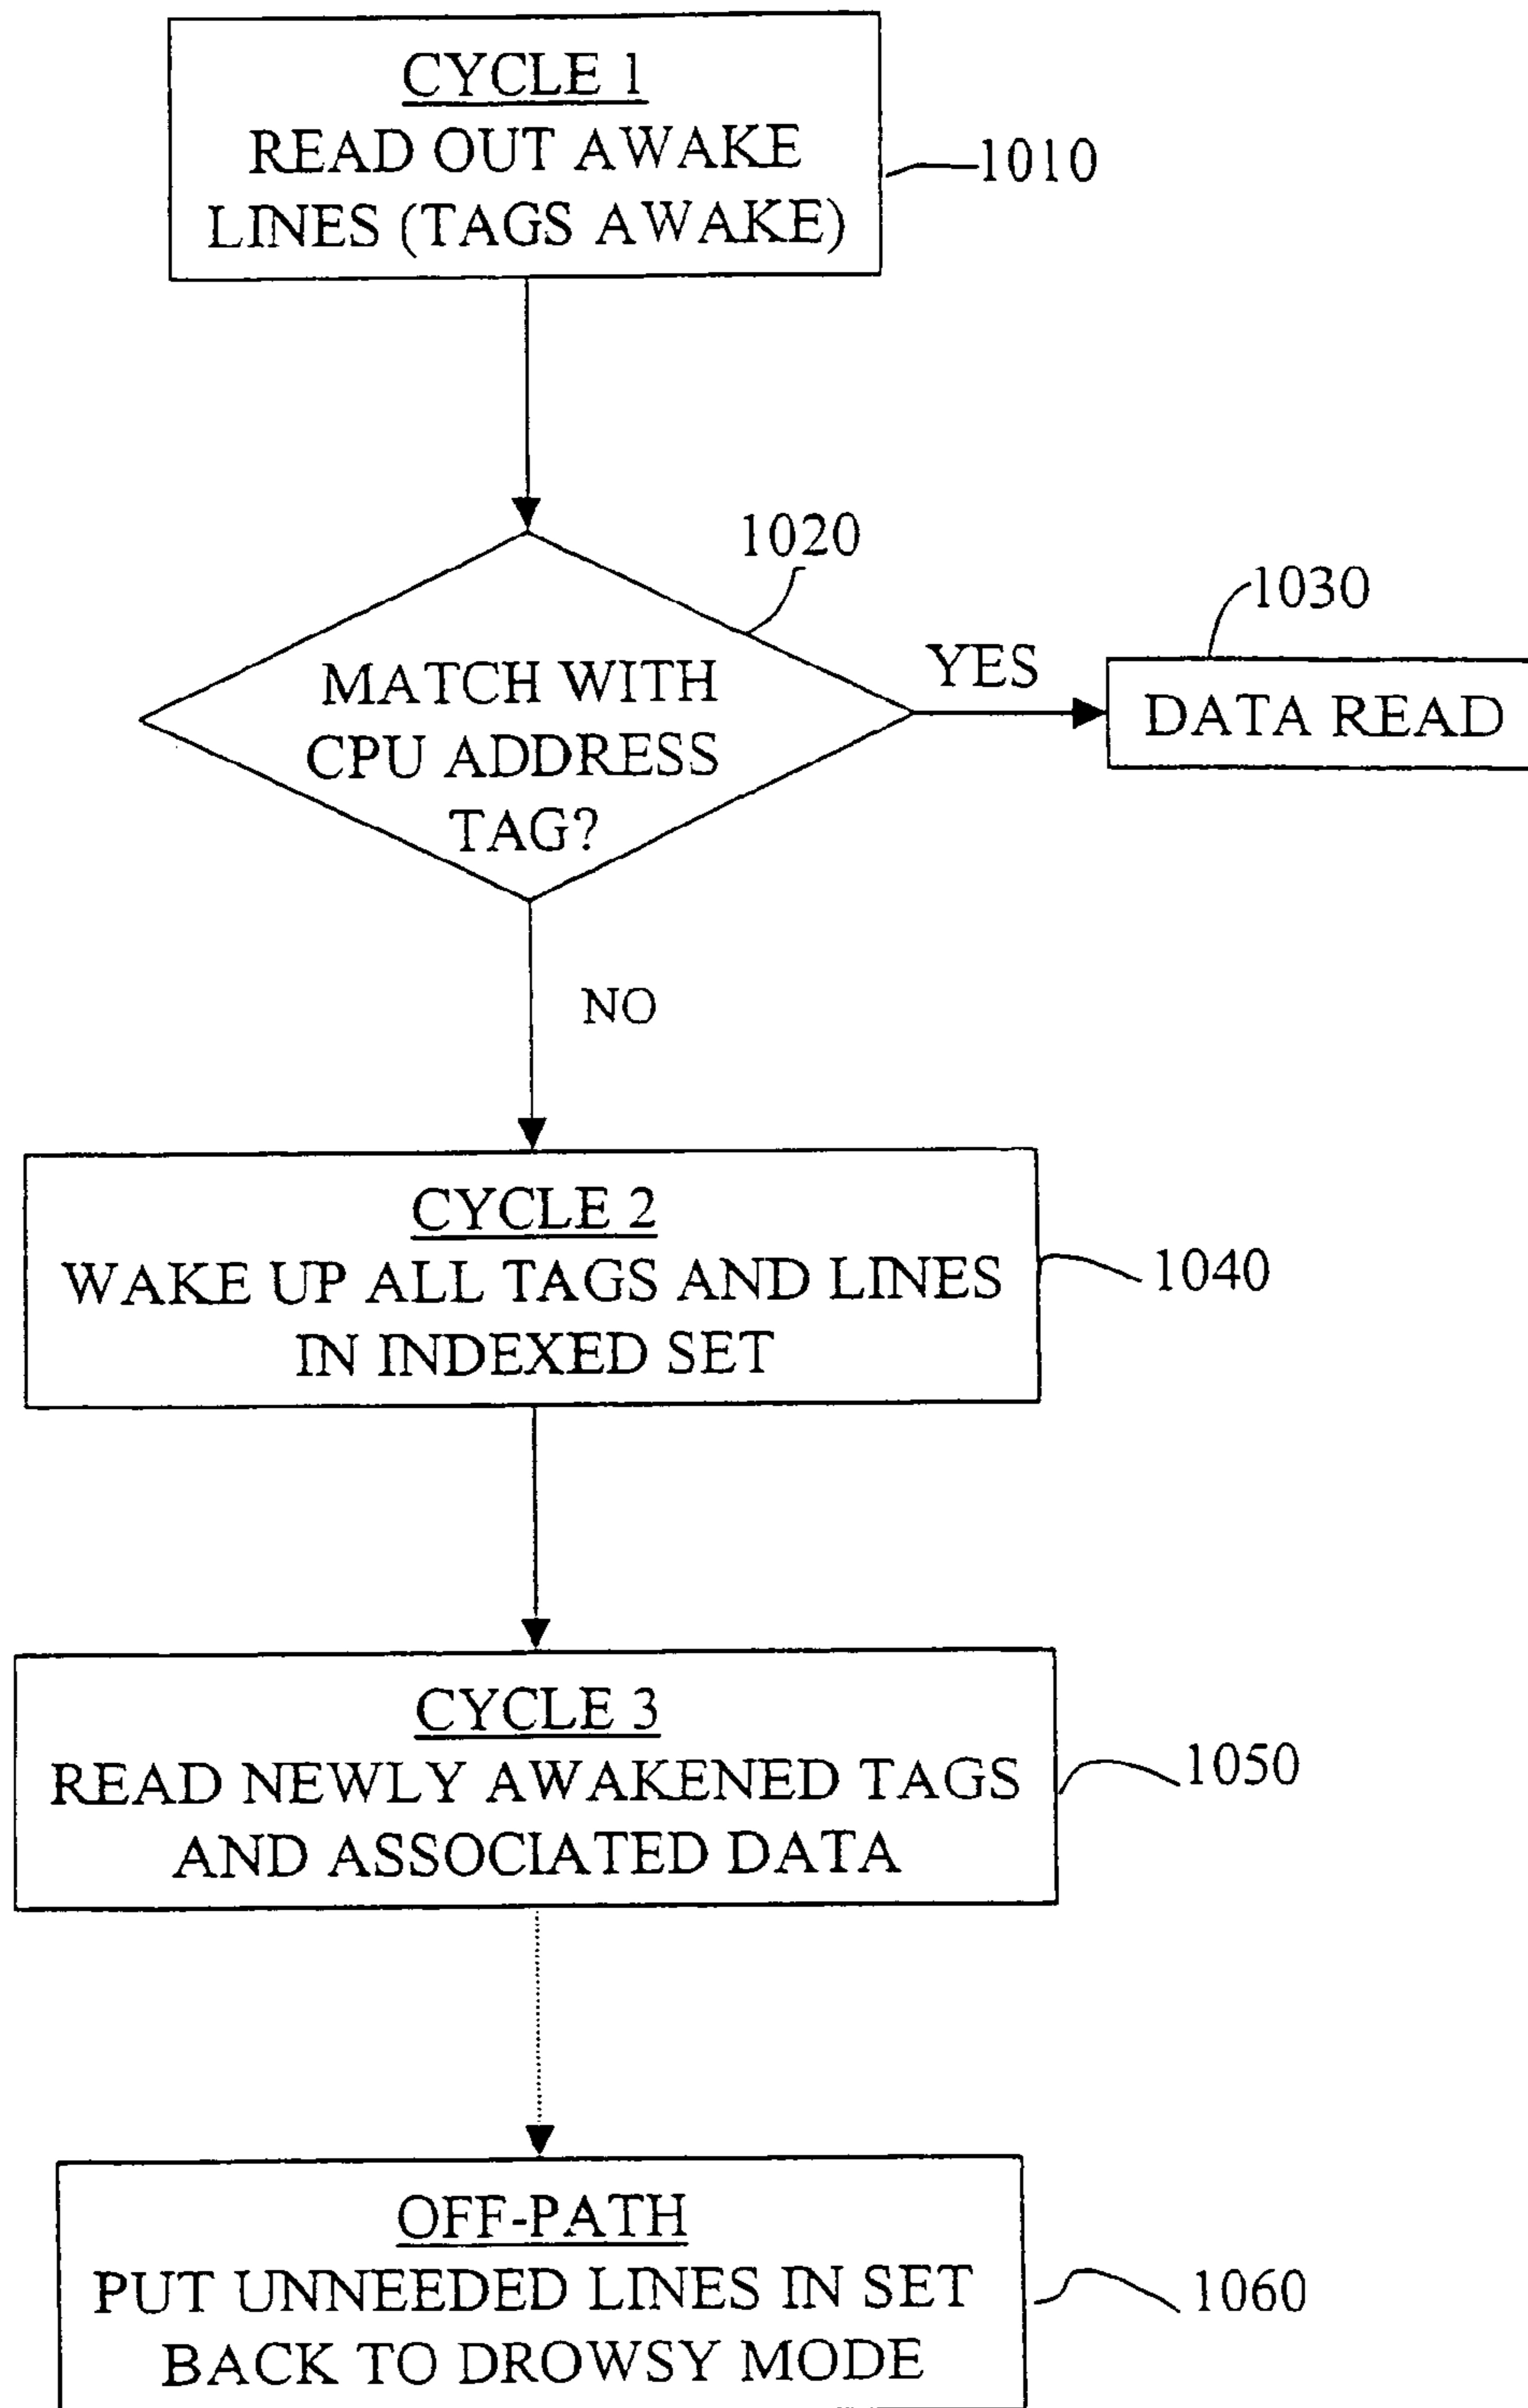 CYCLE 1
READ OUT AWAKE
LINES (TAGS AWAKE)
1010
1020
MATCH WITH
CPU ADDRESS
TAG?
YES
1030
DATA READ
NO
CYCLE 2
WAKE UP ALL TAGS AND LINES
IN INDEXED SET
1040
CYCLE 3
READ NEWLY AWAKENED TAGS
AND ASSOCIATED DATA
1050
OFF-PATH
PUT UNNEEDED LINES IN SET
BACK TO DROWSY MODE
1060